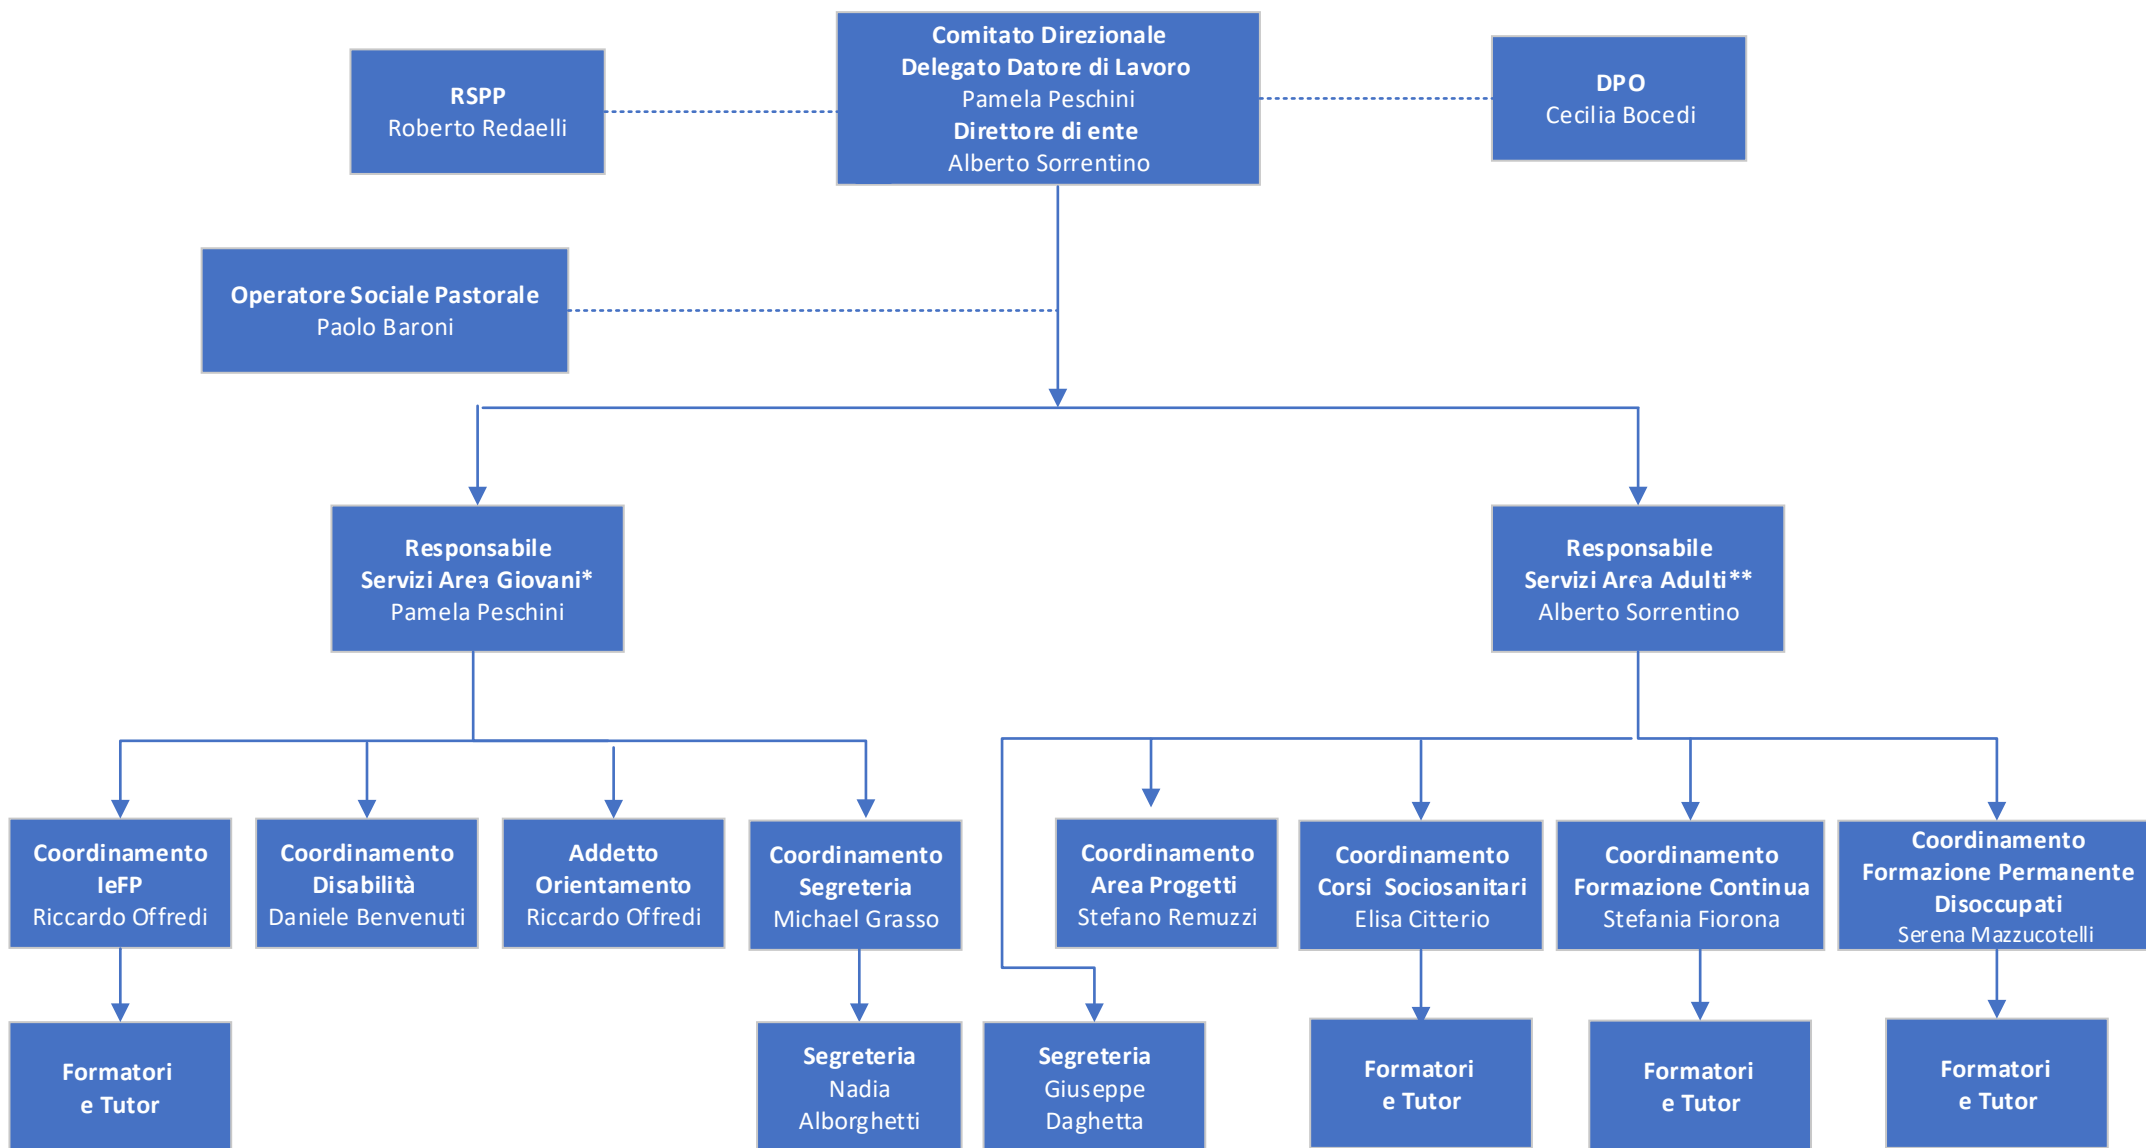 Comitato Direzionale
Delegato Datore di Lavoro
Pamela Peschini
Direttore di ente
Alberto Sorrentino
RSPP
Roberto Redaelli
DPO
Cecilia Bocedi
Operatore Sociale Pastorale
Paolo Baroni
Responsabile
Servizi Area Giovani*
Pamela Peschini
Responsabile
Servizi Area Adulti**
Alberto Sorrentino
Coordinamento
IeFP
Riccardo Offredi
Coordinamento
Disabilità
Daniele Benvenuti
Addetto
Orientamento
Riccardo Offredi
Coordinamento
Segreteria
Michael Grasso
Coordinamento
Area Progetti
Stefano Remuzzi
Coordinamento
Corsi Sociosanitari
Elisa Citterio
Coordinamento
Formazione Continua
Stefania Fiorona
Coordinamento
Formazione Permanente
Disoccupati
Serena Mazzucotelli
Formatori
e Tutor
Segreteria
Nadia
Alborghetti
Segreteria
Giuseppe
Daghetta
Formatori
e Tutor
Formatori
e Tutor
Formatori
e Tutor